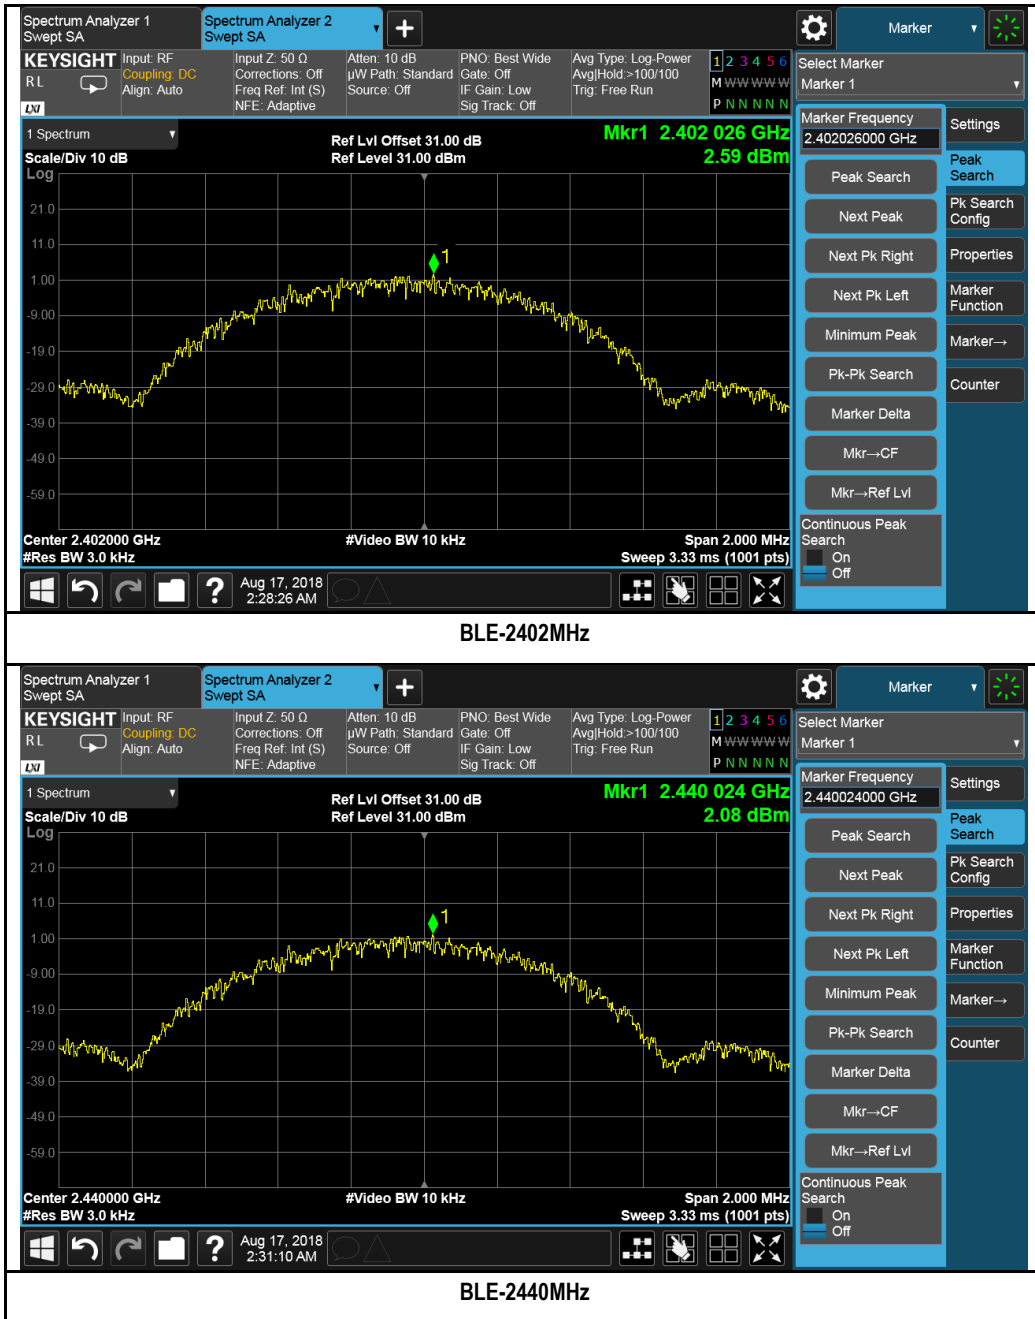 Spectrum Analyzer 1
Swept SA
Spectrum Analyzer 2
Swept SA
Marker
KEYSIGHT
R L
LXI
Input: RF
Coupling: DC
Align: Auto
Input Z: 50 Ω
Corrections: Off
Freq Ref: Int (S)
NFE: Adaptive
Atten: 10 dB
µW Path: Standard
Source: Off
PNO: Best Wide
Gate: Off
IF Gain: Low
Sig Track: Off
Avg Type: Log-Power
Avg|Hold:>100/100
Trig: Free Run
1 2 3 4 5 6
M W W W W W
P N N N N N
Select Marker
Marker 1
1 Spectrum
Scale/Div 10 dB
Log
Ref Lvl Offset 31.00 dB
Ref Level 31.00 dBm
Mkr1 2.402 026 GHz
2.59 dBm
21.0
11.0
1.00
-9.00
-19.0
-29.0
-39.0
-49.0
-59.0
1
Center 2.402000 GHz
#Res BW 3.0 kHz
#Video BW 10 kHz
Span 2.000 MHz
Sweep 3.33 ms (1001 pts)
Marker Frequency
2.402026000 GHz
Peak Search
Next Peak
Next Pk Right
Next Pk Left
Minimum Peak
Pk-Pk Search
Marker Delta
Mkr→CF
Mkr→Ref Lvl
Continuous Peak
Search
On
Off
Settings
Peak
Search
Pk Search
Config
Properties
Marker
Function
Marker→
Counter
?
Aug 17, 2018
2:28:26 AM
BLE-2402MHz
Spectrum Analyzer 1
Swept SA
Spectrum Analyzer 2
Swept SA
Marker
KEYSIGHT
R L
LXI
Input: RF
Coupling: DC
Align: Auto
Input Z: 50 Ω
Corrections: Off
Freq Ref: Int (S)
NFE: Adaptive
Atten: 10 dB
µW Path: Standard
Source: Off
PNO: Best Wide
Gate: Off
IF Gain: Low
Sig Track: Off
Avg Type: Log-Power
Avg|Hold:>100/100
Trig: Free Run
1 2 3 4 5 6
M W W W W W
P N N N N N
Select Marker
Marker 1
1 Spectrum
Scale/Div 10 dB
Log
Ref Lvl Offset 31.00 dB
Ref Level 31.00 dBm
Mkr1 2.440 024 GHz
2.08 dBm
21.0
11.0
1.00
-9.00
-19.0
-29.0
-39.0
-49.0
-59.0
1
Center 2.440000 GHz
#Res BW 3.0 kHz
#Video BW 10 kHz
Span 2.000 MHz
Sweep 3.33 ms (1001 pts)
Marker Frequency
2.440024000 GHz
Peak Search
Next Peak
Next Pk Right
Next Pk Left
Minimum Peak
Pk-Pk Search
Marker Delta
Mkr→CF
Mkr→Ref Lvl
Continuous Peak
Search
On
Off
Settings
Peak
Search
Pk Search
Config
Properties
Marker
Function
Marker→
Counter
?
Aug 17, 2018
2:31:10 AM
BLE-2440MHz